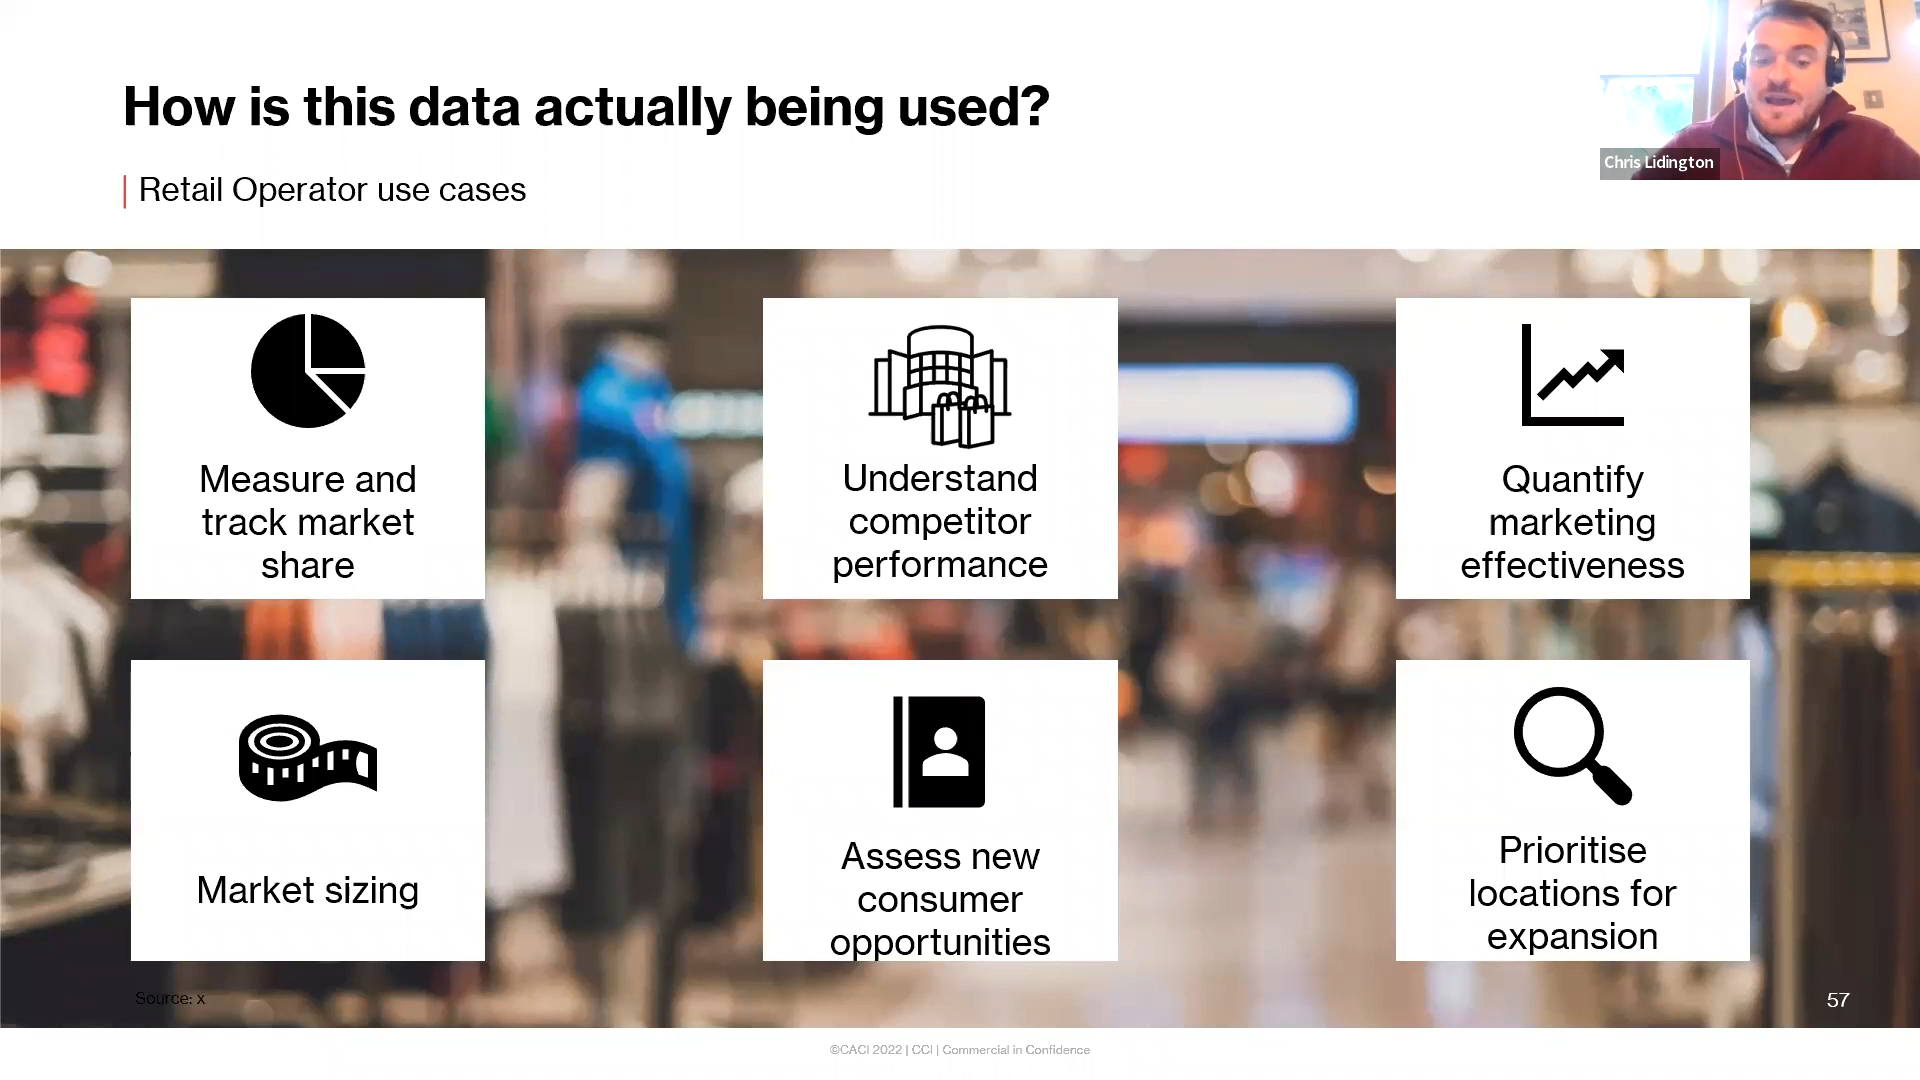 How is this data actually being used?
Chris Lidington
Retail Operator use cases
Measure and
track market
share
Understand
competitor
performance
Quantify
marketing
effectiveness
Market sizing
Assess new
consumer
opportunities
Prioritise
locations for
expansion
Source: x
57
©CACI 2022 | CCI | Commercial in Confidence